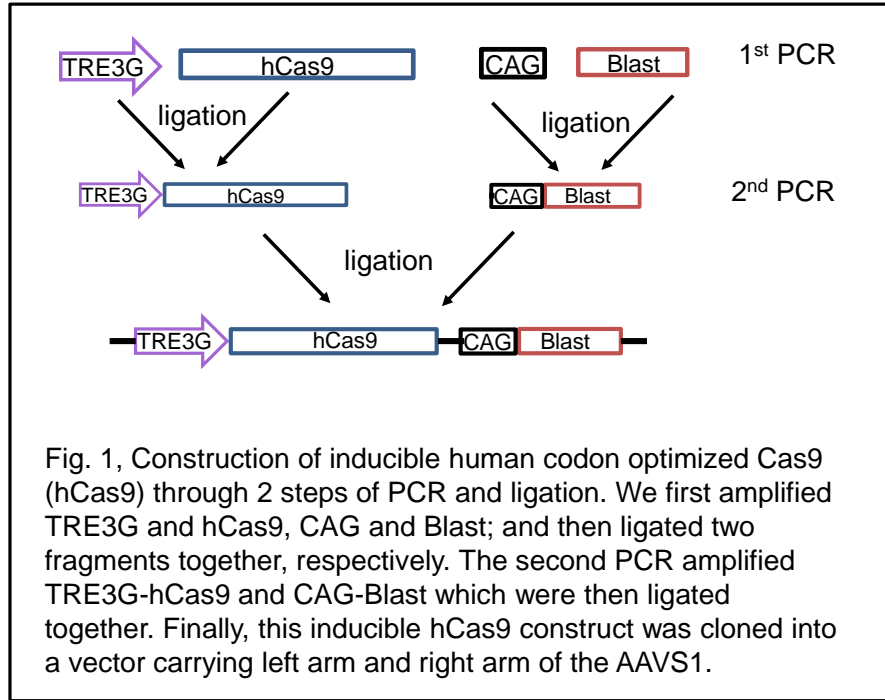 TRE3G hCas9 CAG Blast 1st PCR
ligation ligation
TRE3G hCas9 CAG Blast 2nd PCR
ligation
TRE3G hCas9 CAG Blast
Fig. 1, Construction of inducible human codon optimized Cas9
(hCas9) through 2 steps of PCR and ligation. We first amplified
TRE3G and hCas9, CAG and Blast; and then ligated two
fragments together, respectively. The second PCR amplified
TRE3G-hCas9 and CAG-Blast which were then ligated
together. Finally, this inducible hCas9 construct was cloned into
a vector carrying left arm and right arm of the AAVS1.